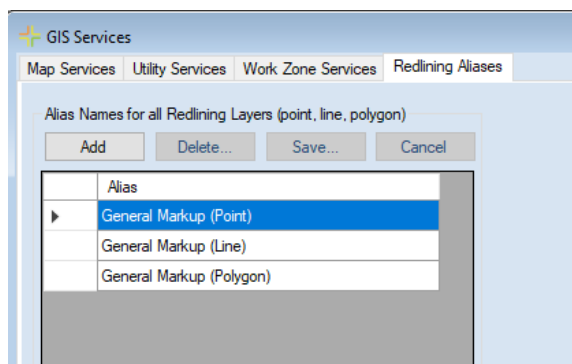 GIS Services
Map Services Utility Services Work Zone Services Redlining Aliases
Alias Names for all Redlining Layers (point, line, polygon)
Add Delete... Save... Cancel
Alias
General Markup (Point)
General Markup (Line)
General Markup (Polygon)